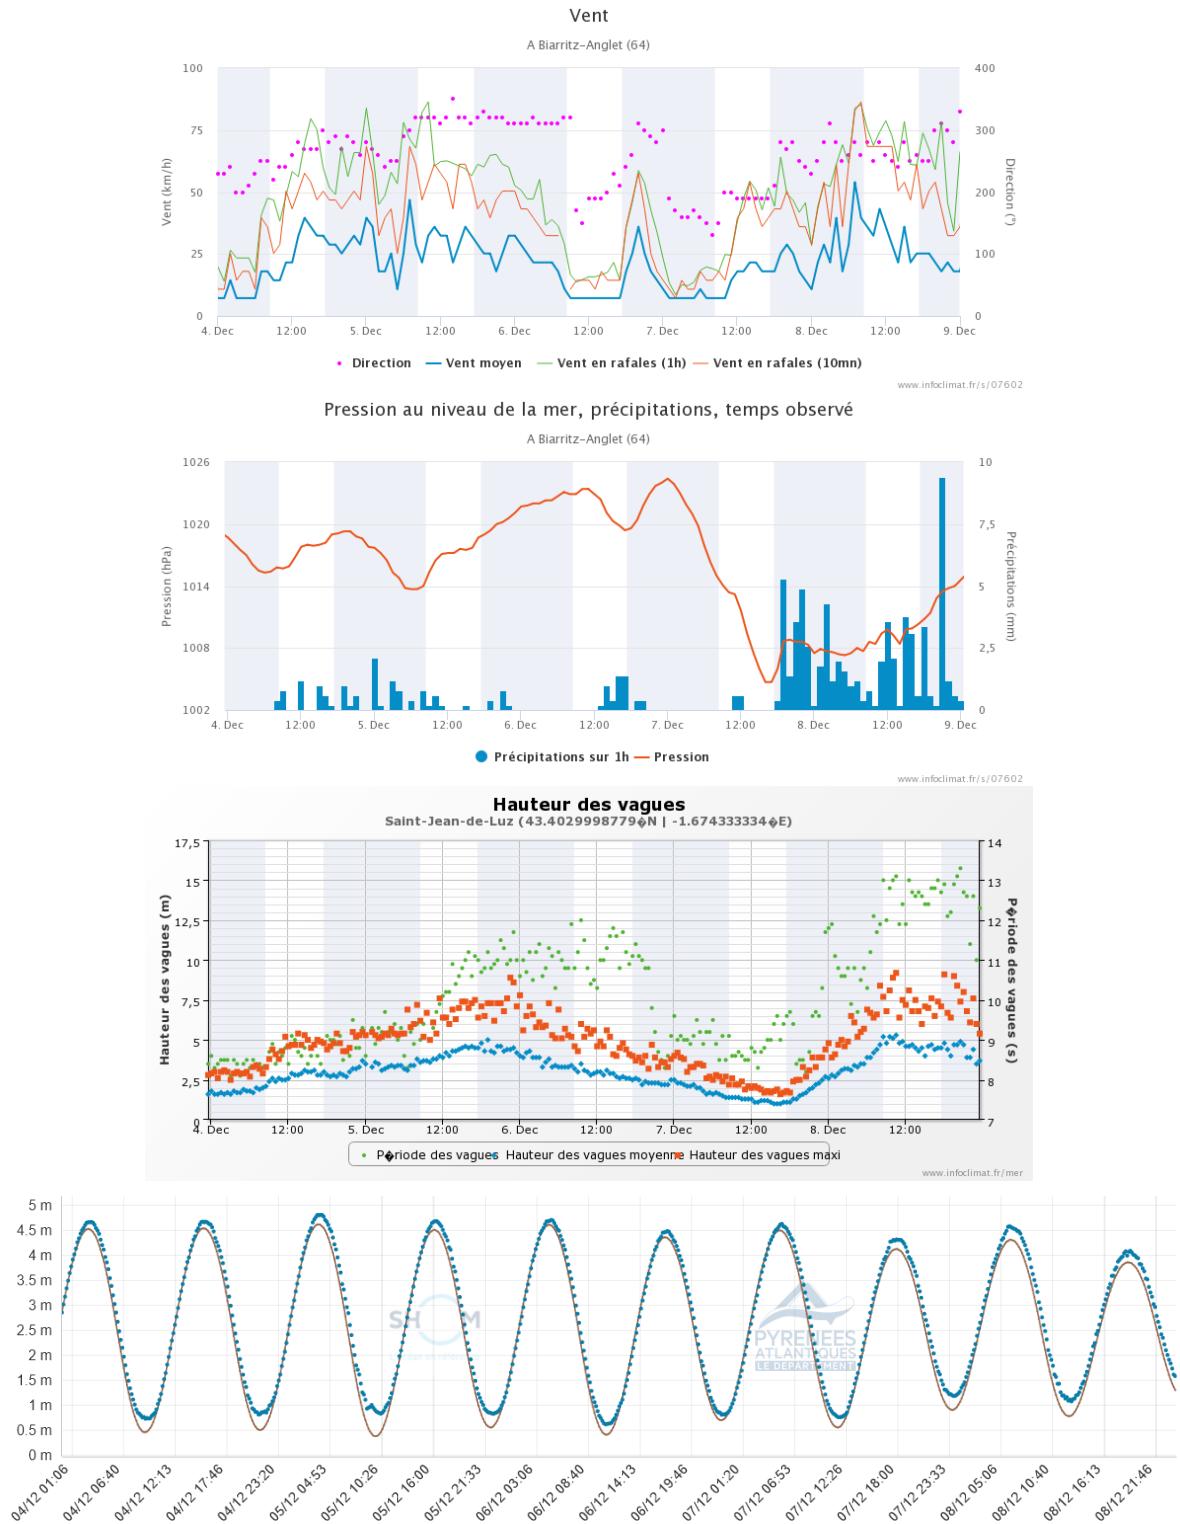 Vent
A Biarritz-Anglet (64)
100 400
75 300
50 200
25 100
0 0
Vent (km/h)
Direction (°)
4. Dec 12:00 5. Dec 12:00 6. Dec 12:00 7. Dec 12:00 8. Dec 12:00 9. Dec
Direction Vent moyen Vent en rafales (1h) Vent en rafales (10mn)
www.infoclimat.fr/s/07602
Pression au niveau de la mer, précipitations, temps observé
A Biarritz-Anglet (64)
1026 10
1020 7,5
1014 5
1008 2,5
1002 0
Pression (hPa)
Précipitations (mm)
4. Dec 12:00 5. Dec 12:00 6. Dec 12:00 7. Dec 12:00 8. Dec 12:00 9. Dec
Précipitations sur 1h Pression
www.infoclimat.fr/s/07602
Hauteur des vagues
Saint-Jean-de-Luz (43.4029998779�N | -1.674333334�E)
17,5 14
15 13
12,5 12
10 11
7,5 10
5 9
2,5 8
0 7
Hauteur des vagues (m)
P�riode des vagues (s)
4. Dec 12:00 5. Dec 12:00 6. Dec 12:00 7. Dec 12:00 8. Dec 12:00
P�riode des vagues Hauteur des vagues moyenne Hauteur des vagues maxi
www.infoclimat.fr/mer
5 m
4.5 m
4 m
3.5 m
3 m
2.5 m
2 m
1.5 m
1 m
0.5 m
0 m
SHOM
PYRENEES
ATLANTIQUES
LE DEPARTEMENT
04/12 01:06 04/12 06:40 04/12 12:13 04/12 17:46 04/12 23:20 05/12 04:53 05/12 10:26 05/12 16:00 05/12 21:33 06/12 03:06 06/12 08:40 06/12 14:13 06/12 19:46 07/12 01:20 07/12 06:53 07/12 12:26 07/12 18:00 07/12 23:33 08/12 05:06 08/12 10:40 08/12 16:13 08/12 21:46